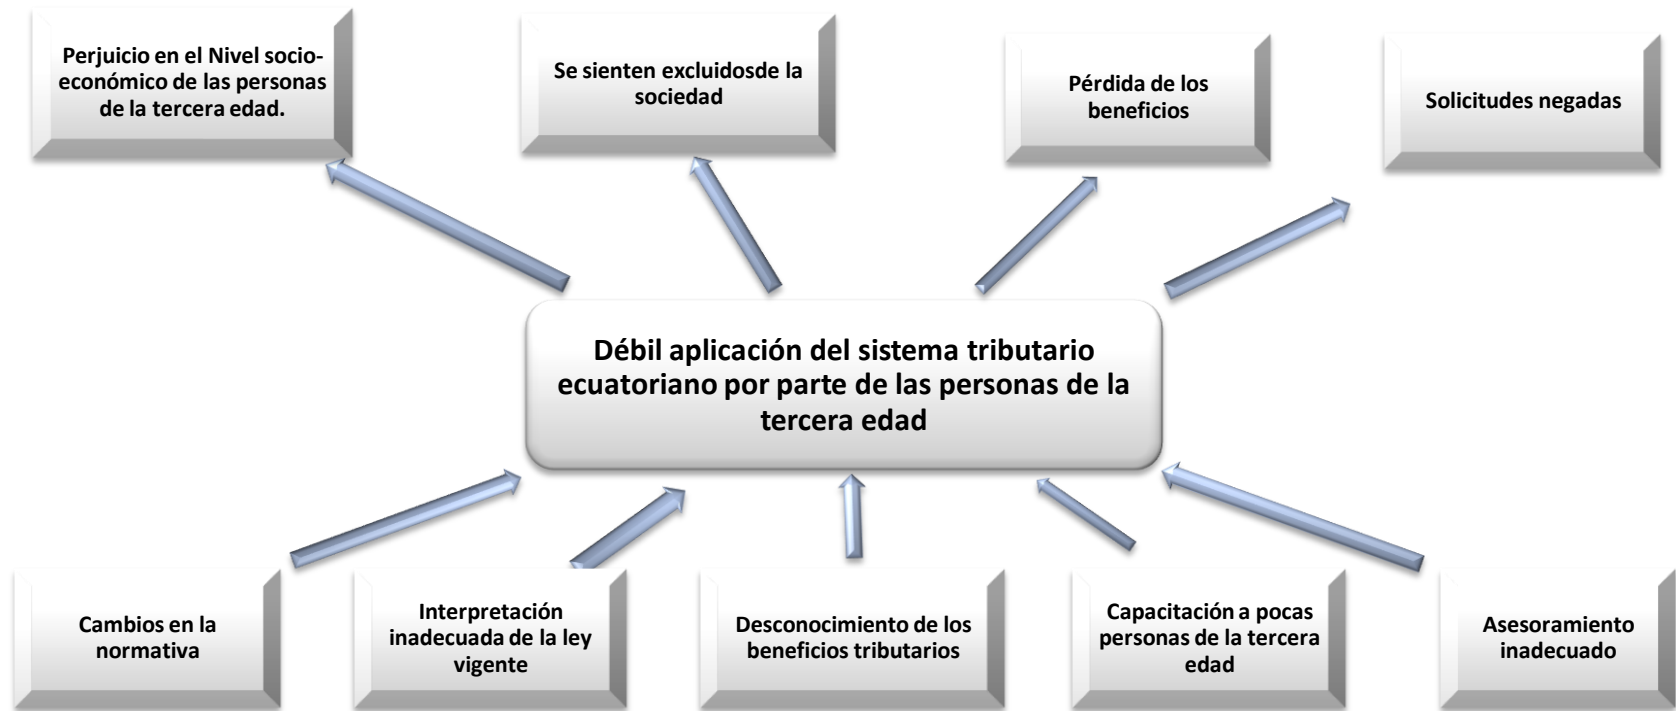 Perjuicio en el Nivel socio-
económico de las personas
de la tercera edad.
Se sienten excluidosde la
sociedad
Pérdida de los
beneficios
Solicitudes negadas
Débil aplicación del sistema tributario
ecuatoriano por parte de las personas de la
tercera edad
Cambios en la
normativa
Interpretación
inadecuada de la ley
vigente
Desconocimiento de los
beneficios tributarios
Capacitación a pocas
personas de la tercera
edad
Asesoramiento
inadecuado